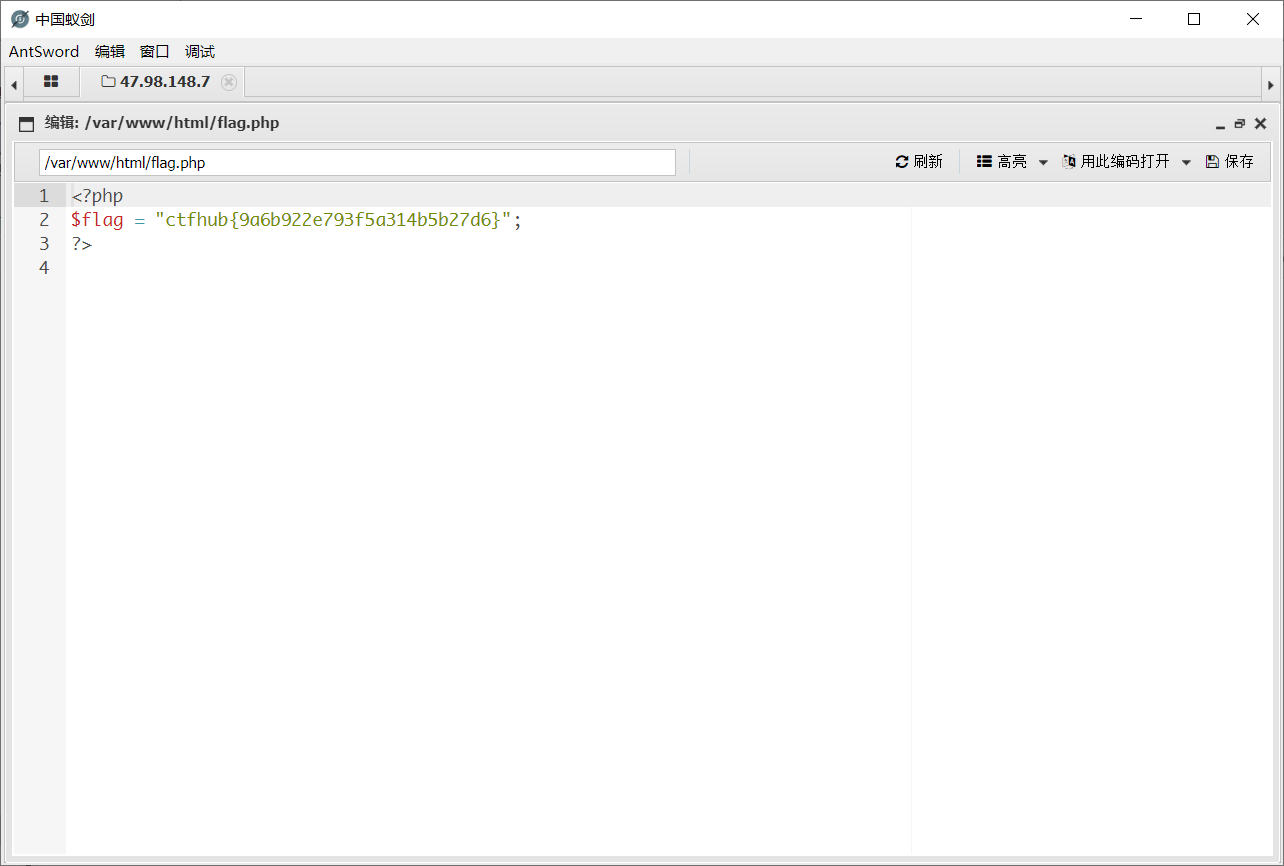 中国蚁剑
AntSword 编辑 窗口 调试
47.98.148.7
编辑: /var/www/html/flag.php
/var/www/html/flag.php 刷新 高亮 用此编码打开 保存
1 <?php
2 $flag = "ctfhub{9a6b922e793f5a314b5b27d6}";
3 ?>
4